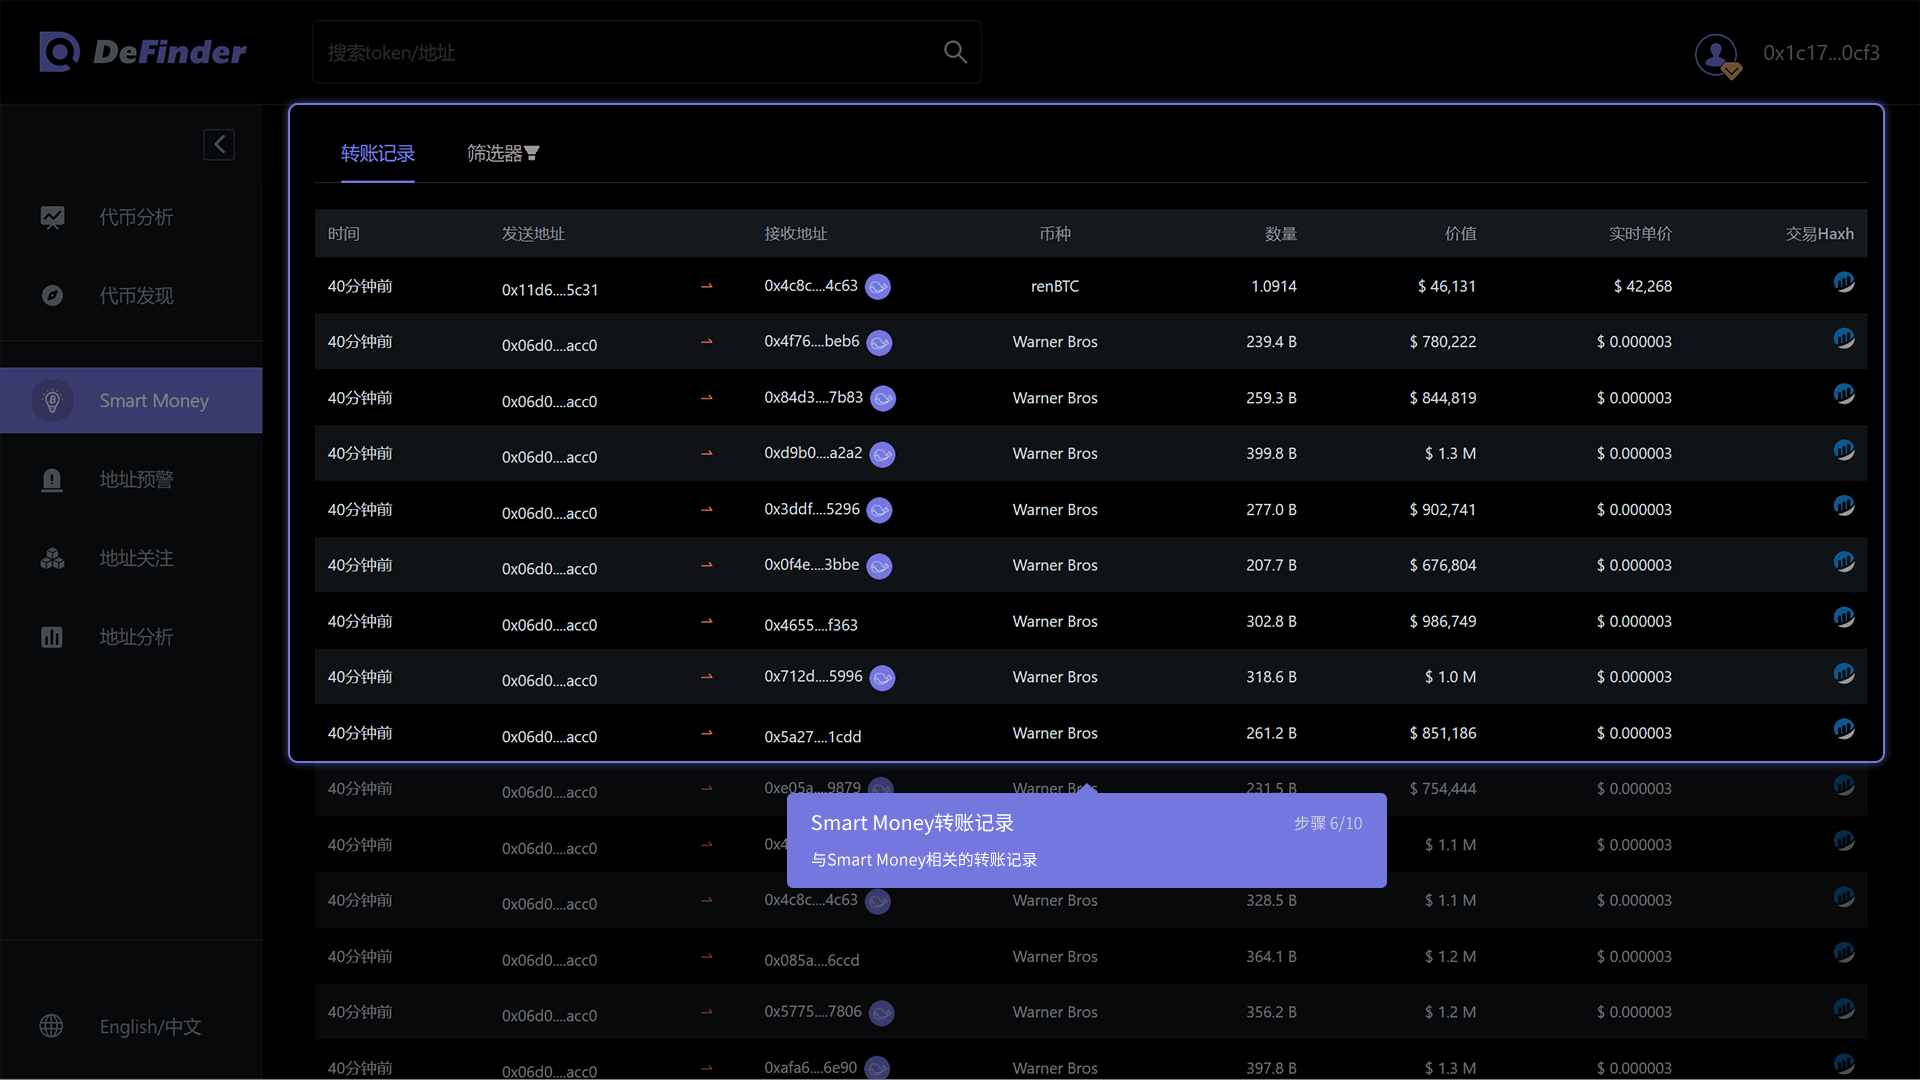 DeFinder
搜索token/地址
0x1c17...0cf3
代币分析
代币发现
Smart Money
地址预警
地址关注
地址分析
English/中文
转账记录 筛选器
时间 发送地址 接收地址 币种 数量 价值 实时单价 交易Haxh
40分钟前 0x11d6....5c31 0x4c8c....4c63 renBTC 1.0914 $ 46,131 $ 42,268
40分钟前 0x06d0....acc0 0x4f76....beb6 Warner Bros 239.4 B $ 780,222 $ 0.000003
40分钟前 0x06d0....acc0 0x84d3....7b83 Warner Bros 259.3 B $ 844,819 $ 0.000003
40分钟前 0x06d0....acc0 0xd9b0....a2a2 Warner Bros 399.8 B $ 1.3 M $ 0.000003
40分钟前 0x06d0....acc0 0x3ddf....5296 Warner Bros 277.0 B $ 902,741 $ 0.000003
40分钟前 0x06d0....acc0 0x0f4e....3bbe Warner Bros 207.7 B $ 676,804 $ 0.000003
40分钟前 0x06d0....acc0 0x4655....f363 Warner Bros 302.8 B $ 986,749 $ 0.000003
40分钟前 0x06d0....acc0 0x712d....5996 Warner Bros 318.6 B $ 1.0 M $ 0.000003
40分钟前 0x06d0....acc0 0x5a27....1cdd Warner Bros 261.2 B $ 851,186 $ 0.000003
40分钟前 0x06d0....acc0 0xe05a....9879 Warner Bros 231.5 B $ 754,444 $ 0.000003
Smart Money转账记录 步骤 6/10
与Smart Money相关的转账记录
40分钟前 0x06d0....acc0 $ 1.1 M $ 0.000003
40分钟前 0x06d0....acc0 0x4c8c....4c63 Warner Bros 328.5 B $ 1.1 M $ 0.000003
40分钟前 0x06d0....acc0 0x085a....6ccd Warner Bros 364.1 B $ 1.2 M $ 0.000003
40分钟前 0x06d0....acc0 0x5775....7806 Warner Bros 356.2 B $ 1.2 M $ 0.000003
40分钟前 0x06d0....acc0 0xafa6....6e90 Warner Bros 397.8 B $ 1.3 M $ 0.000003